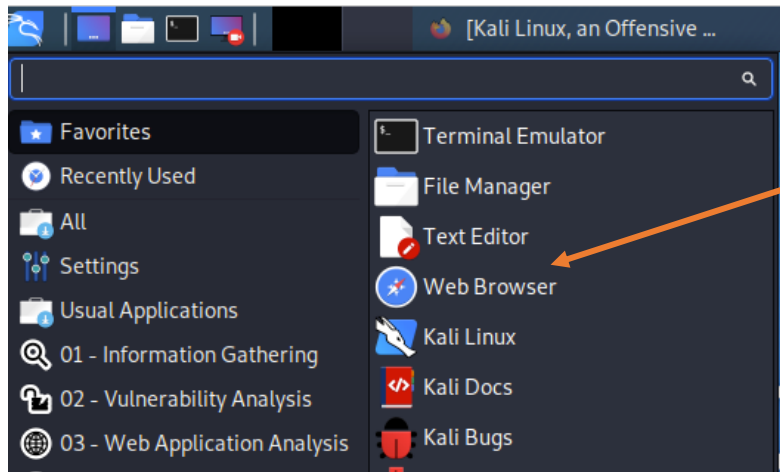 [Kali Linux, an Offensive ...
Favorites
Recently Used
All
Settings
Usual Applications
01 - Information Gathering
02 - Vulnerability Analysis
03 - Web Application Analysis
Terminal Emulator
File Manager
Text Editor
Web Browser
Kali Linux
Kali Docs
Kali Bugs